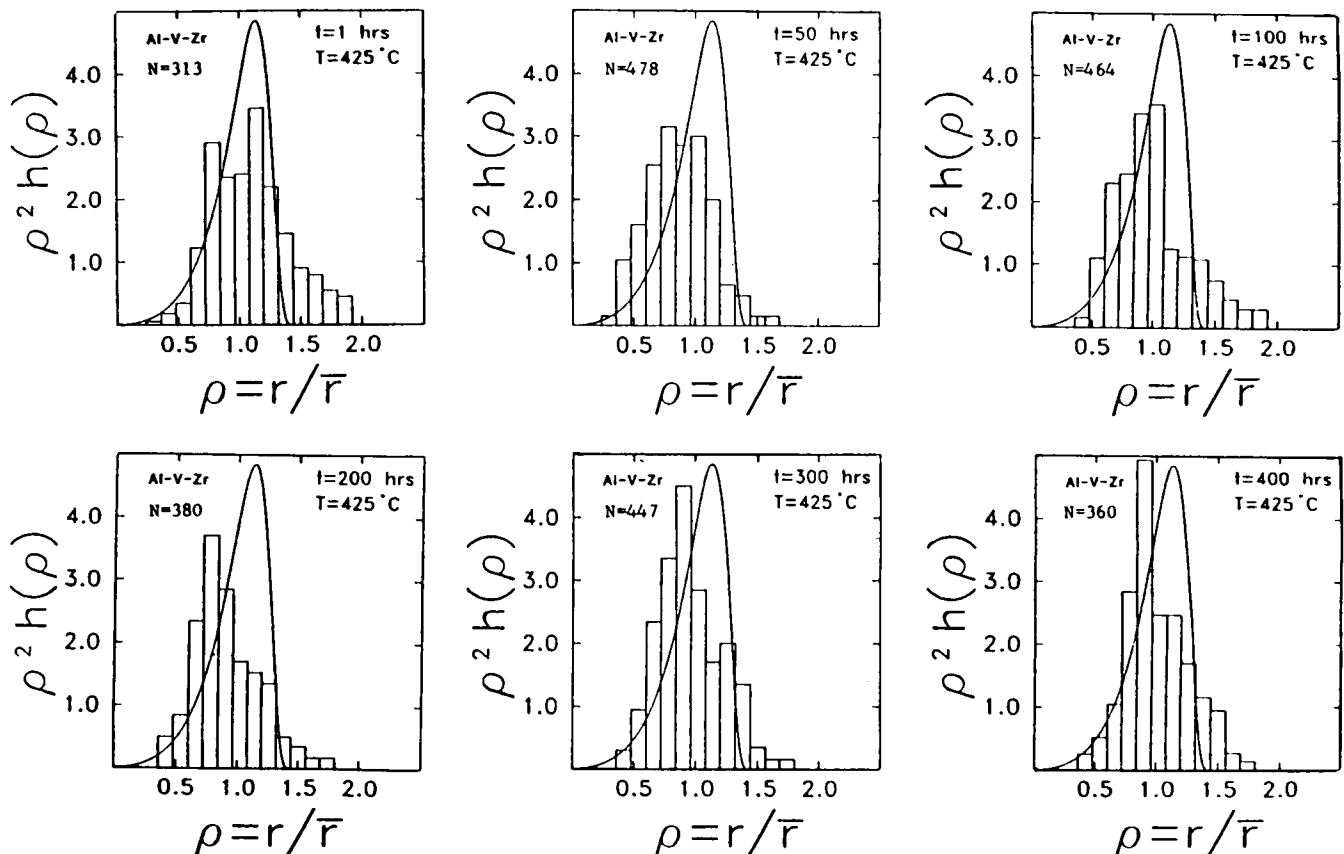 Al-V-Zr
N=313
t=1 hrs
T=425°C
4.0
3.0
2.0
1.0
ρ² h(ρ)
0.5 1.0 1.5 2.0
ρ = r/r̅
Al-V-Zr
N=478
t=50 hrs
T=425°C
4.0
3.0
2.0
1.0
ρ² h(ρ)
0.5 1.0 1.5 2.0
ρ = r/r̅
Al-V-Zr
N=464
t=100 hrs
T=425°C
4.0
3.0
2.0
1.0
ρ² h(ρ)
0.5 1.0 1.5 2.0
ρ = r/r̅
Al-V-Zr
N=380
t=200 hrs
T=425°C
4.0
3.0
2.0
1.0
ρ² h(ρ)
0.5 1.0 1.5 2.0
ρ = r/r̅
Al-V-Zr
N=447
t=300 hrs
T=425°C
4.0
3.0
2.0
1.0
ρ² h(ρ)
0.5 1.0 1.5 2.0
ρ = r/r̅
Al-V-Zr
N=360
t=400 hrs
T=425°C
4.0
3.0
2.0
1.0
ρ² h(ρ)
0.5 1.0 1.5 2.0
ρ = r/r̅